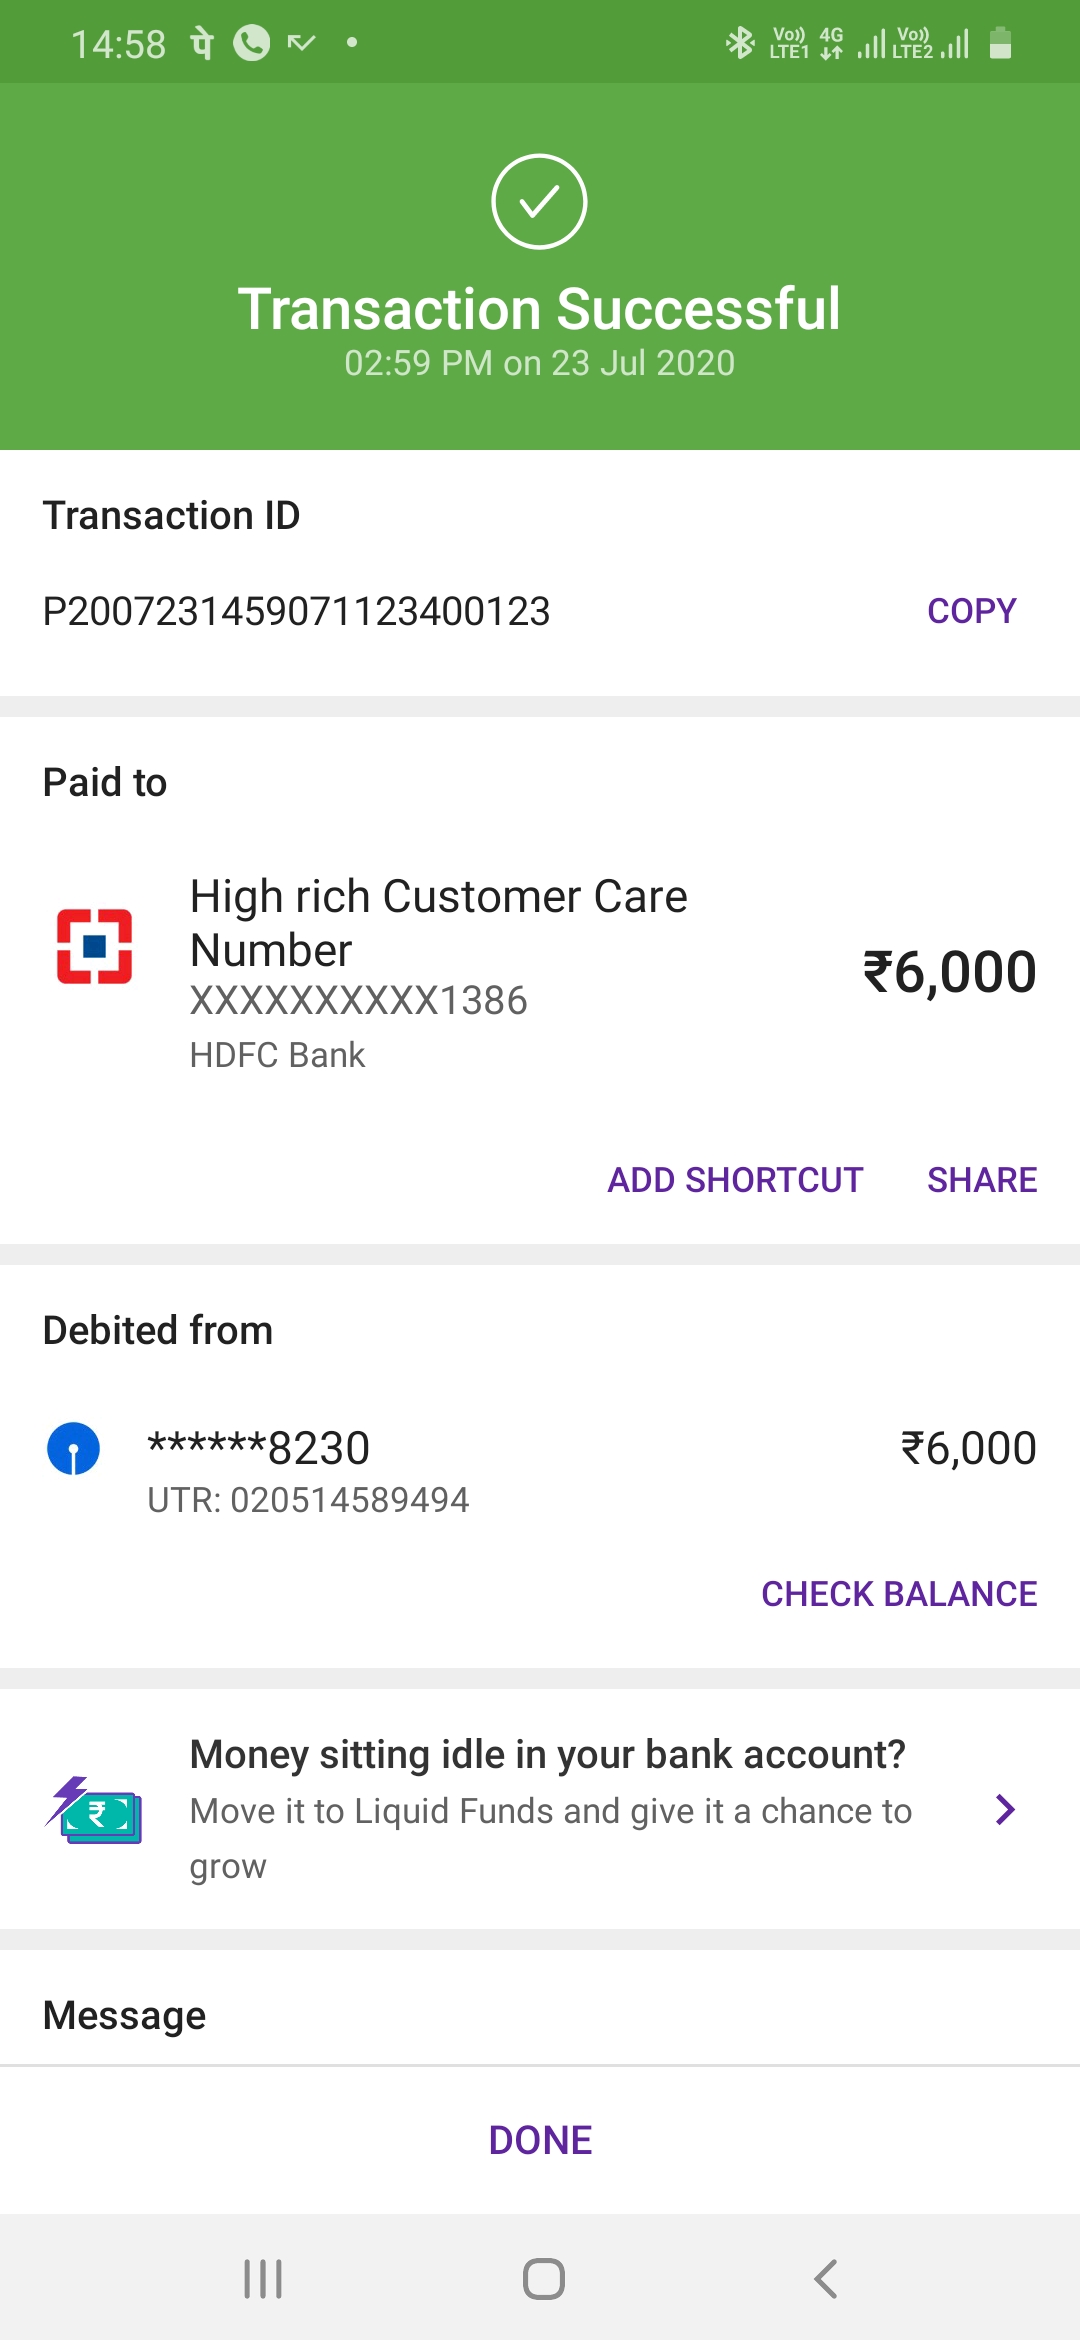 14:58 पे Vo)) LTE1 4G Vo)) LTE2
Transaction Successful
02:59 PM on 23 Jul 2020
Transaction ID
P2007231459071123400123 COPY
Paid to
High rich Customer Care
Number
₹6,000
XXXXXXXXXX1386
HDFC Bank
ADD SHORTCUT SHARE
Debited from
******8230 ₹6,000
UTR: 020514589494
CHECK BALANCE
Money sitting idle in your bank account?
₹
Move it to Liquid Funds and give it a chance to
grow
Message
DONE